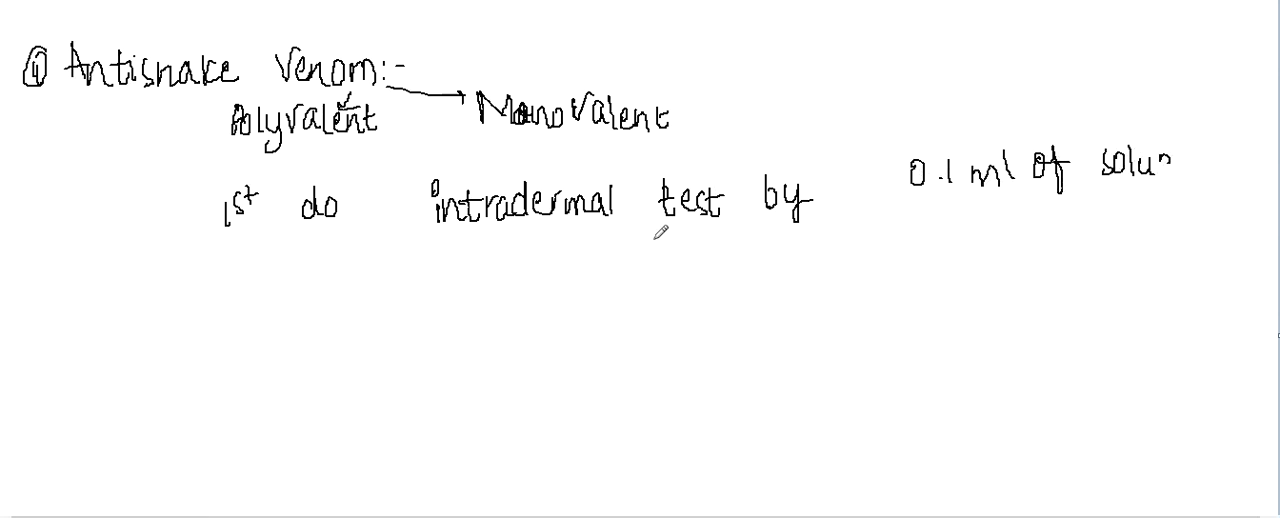 ① Antisnake Venom:-
Polyvalent → Monovalent
1st do intradermal test by 0.1 ml of solun